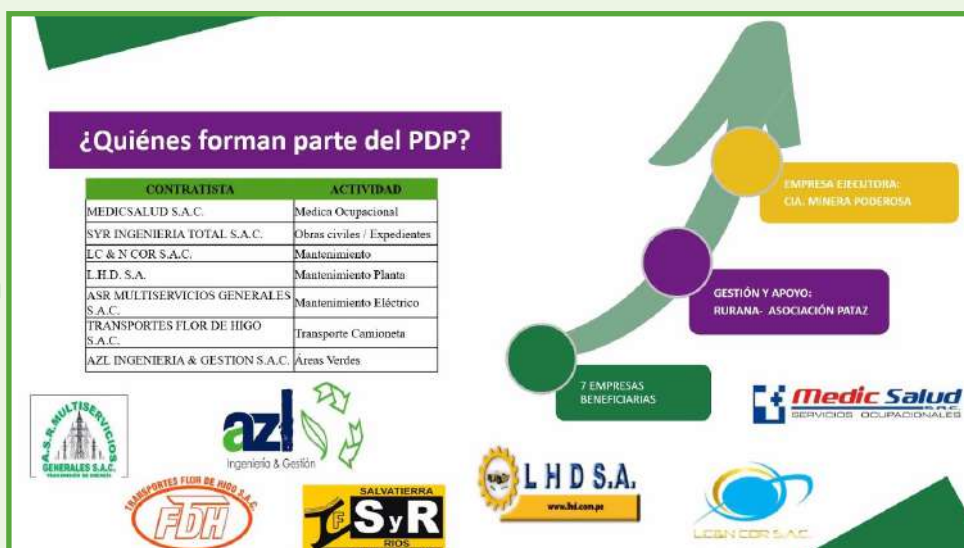 ¿Quiénes forman parte del PDP?
CONTRATISTA ACTIVIDAD
MEDICSALUD S.A.C. Medica Ocupacional
SYR INGENIERIA TOTAL S.A.C. Obras civiles / Expedientes
LC & N COR S.A.C. Mantenimiento
L.H.D. S.A. Mantenimiento Planta
ASR MULTISERVICIOS GENERALES
S.A.C. Mantenimiento Eléctrico
TRANSPORTES FLOR DE HIGO
S.A.C. Transporte Camioneta
AZL INGENIERIA & GESTION S.A.C. Áreas Verdes
EMPRESA EJECUTORA:
CIA. MINERA PODEROSA
GESTIÓN Y APOYO:
RURANA- ASOCIACIÓN PATAZ
7 EMPRESAS
BENEFICIARIAS
A.S.R. MULTISERVICIOS
GENERALES S.A.C.
azl
Ingeniería & Gestión
TRANSPORTES FLOR DE HIGO S.A.C.
FDH
SALVATIERRA
SyR
RIOS
L H D S.A.
www.lhd.com.pe
Medic Salud
S.A.C.
SERVICIOS OCUPACIONALES
LC&N COR S.A.C.